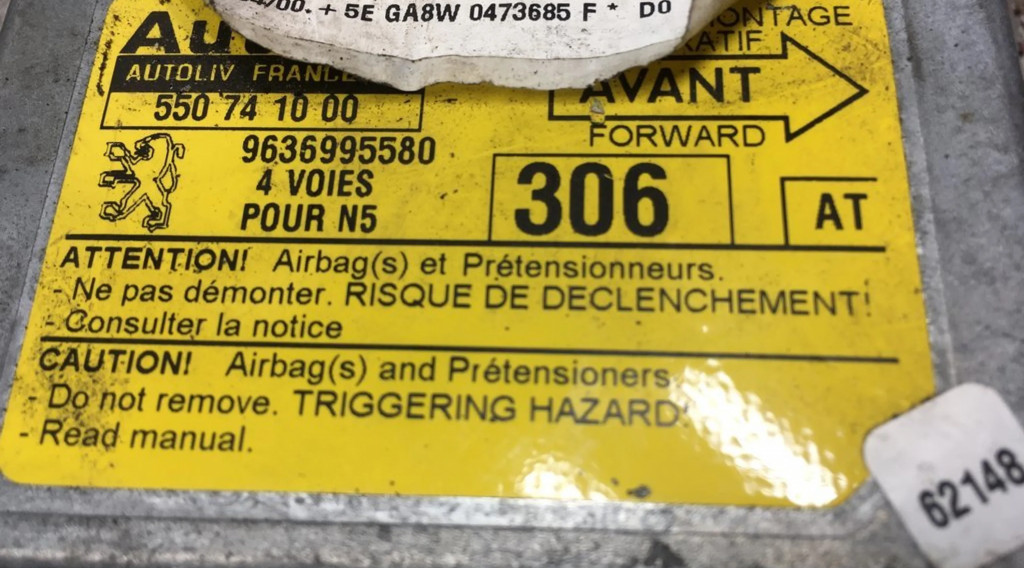 + 5E GA8W 0473685 F * D0
AUTOLIV FRANCE
550 74 10 00
AVANT
FORWARD
9636995580
4 VOIES
POUR N5
306
AT
ATTENTION! Airbag(s) et Prétensionneurs.
- Ne pas démonter. RISQUE DE DECLENCHEMENT!
- Consulter la notice
CAUTION! Airbag(s) and Prétensioners.
- Do not remove. TRIGGERING HAZARD!
- Read manual.
62148